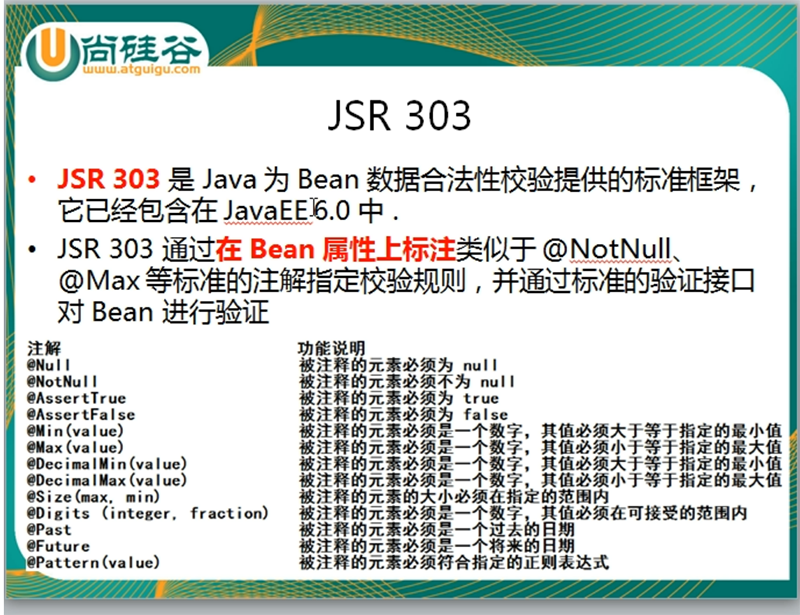 尚硅谷
www.atguigu.com
JSR 303
• JSR 303 是 Java 为 Bean 数据合法性校验提供的标准框架，
它已经包含在 JavaEE 6.0 中 .
• JSR 303 通过在 Bean 属性上标注类似于 @NotNull、
@Max 等标准的注解指定校验规则，并通过标准的验证接口
对 Bean 进行验证
注解 功能说明
@Null 被注释的元素必须为 null
@NotNull 被注释的元素必须不为 null
@AssertTrue 被注释的元素必须为 true
@AssertFalse 被注释的元素必须为 false
@Min(value) 被注释的元素必须是一个数字，其值必须大于等于指定的最小值
@Max(value) 被注释的元素必须是一个数字，其值必须小于等于指定的最大值
@DecimalMin(value) 被注释的元素必须是一个数字，其值必须大于等于指定的最小值
@DecimalMax(value) 被注释的元素必须是一个数字，其值必须小于等于指定的最大值
@Size(max, min) 被注释的元素的大小必须在指定的范围内
@Digits (integer, fraction) 被注释的元素必须是一个数字，其值必须在可接受的范围内
@Past 被注释的元素必须是一个过去的日期
@Future 被注释的元素必须是一个将来的日期
@Pattern(value) 被注释的元素必须符合指定的正则表达式